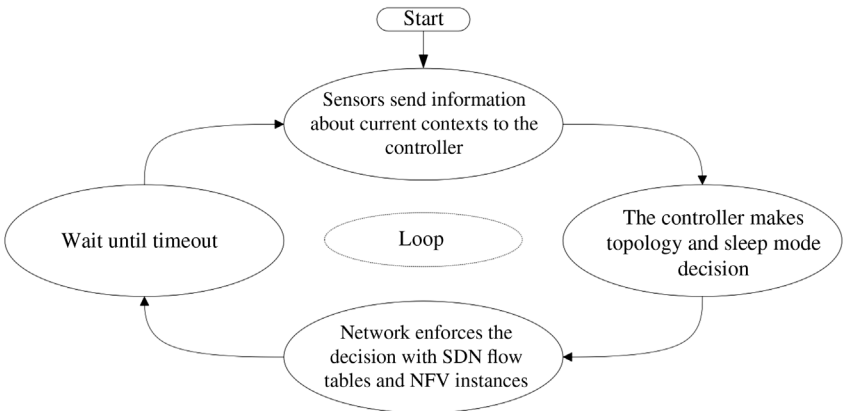 Start
Sensors send information
about current contexts to the
controller
The controller makes
topology and sleep mode
decision
Wait until timeout
Loop
Network enforces the
decision with SDN flow
tables and NFV instances